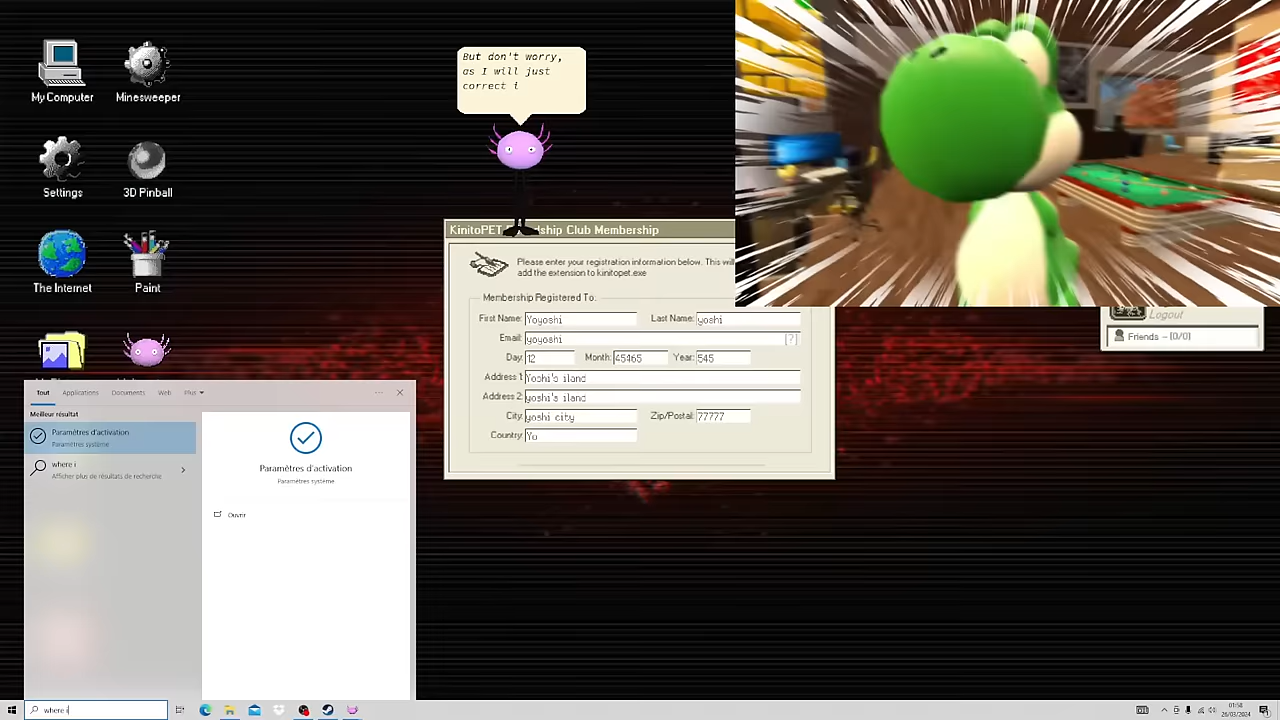 But don't worry,
as I will just
correct i
My Computer
Minesweeper
Settings
3D Pinball
The Internet
Paint
KinitoPET
ship Club Membership
Please enter your registration information below. This will
add the extension to kinitopet.exe
Membership Registered To:
First Name: Yoyoshi
Last Name: yoshi
Email: yoyoshi [?]
Day: 12 Month: 45465 Year: 545
Address 1: Yoshi's iland
Address 2: yoshi's iland
City: yoshi city Zip/Postal: 77777
Country: Yo
Logout
Friends - [0/0]
Tout Applications Documents Web Plus
Meilleur résultat
Paramètres d'activation
Paramètres système
where i
Afficher plus de résultats de recherche
Paramètres d'activation
Paramètres système
Ouvrir
where i
01:58
26/03/2024